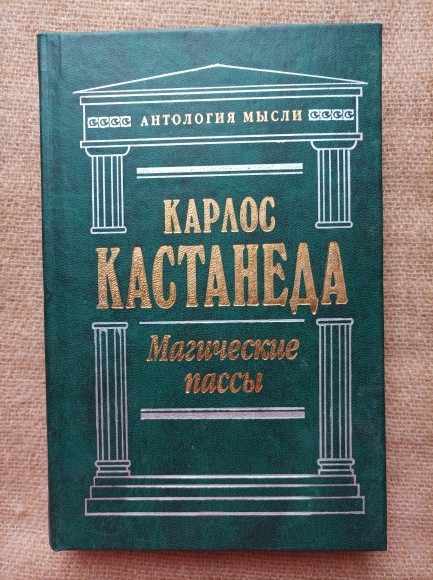 АНТОЛОГИЯ МЫСЛИ
КАРЛОС
КАСТАНЕДА
Магические
пассы